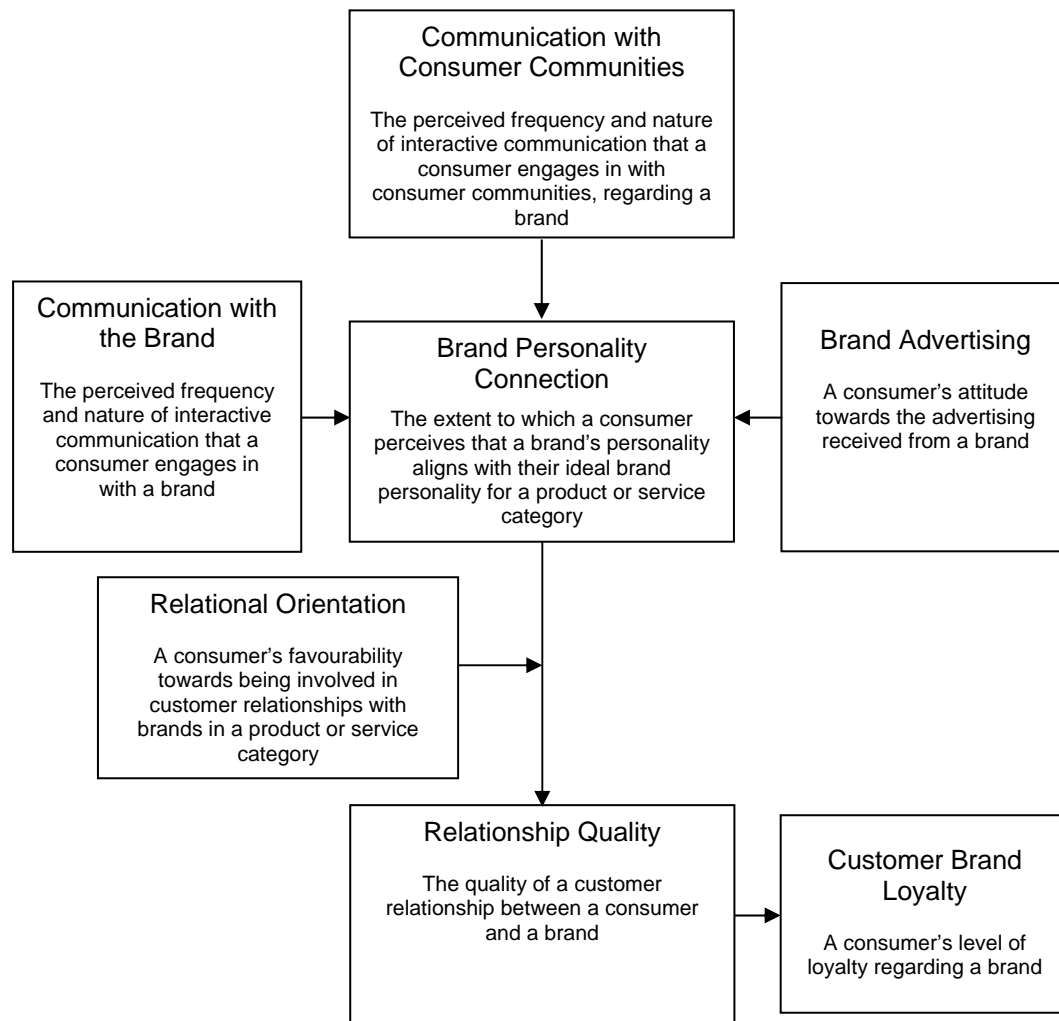 Communication with
Consumer Communities
The perceived frequency and nature
of interactive communication that a
consumer engages in with
consumer communities, regarding a
brand
Communication with
the Brand
The perceived frequency
and nature of interactive
communication that a
consumer engages in
with a brand
Brand Personality
Connection
The extent to which a consumer
perceives that a brand’s personality
aligns with their ideal brand
personality for a product or service
category
Brand Advertising
A consumer’s attitude
towards the advertising
received from a brand
Relational Orientation
A consumer’s favourability
towards being involved in
customer relationships with
brands in a product or service
category
Relationship Quality
The quality of a customer
relationship between a consumer
and a brand
Customer Brand
Loyalty
A consumer’s level of
loyalty regarding a brand